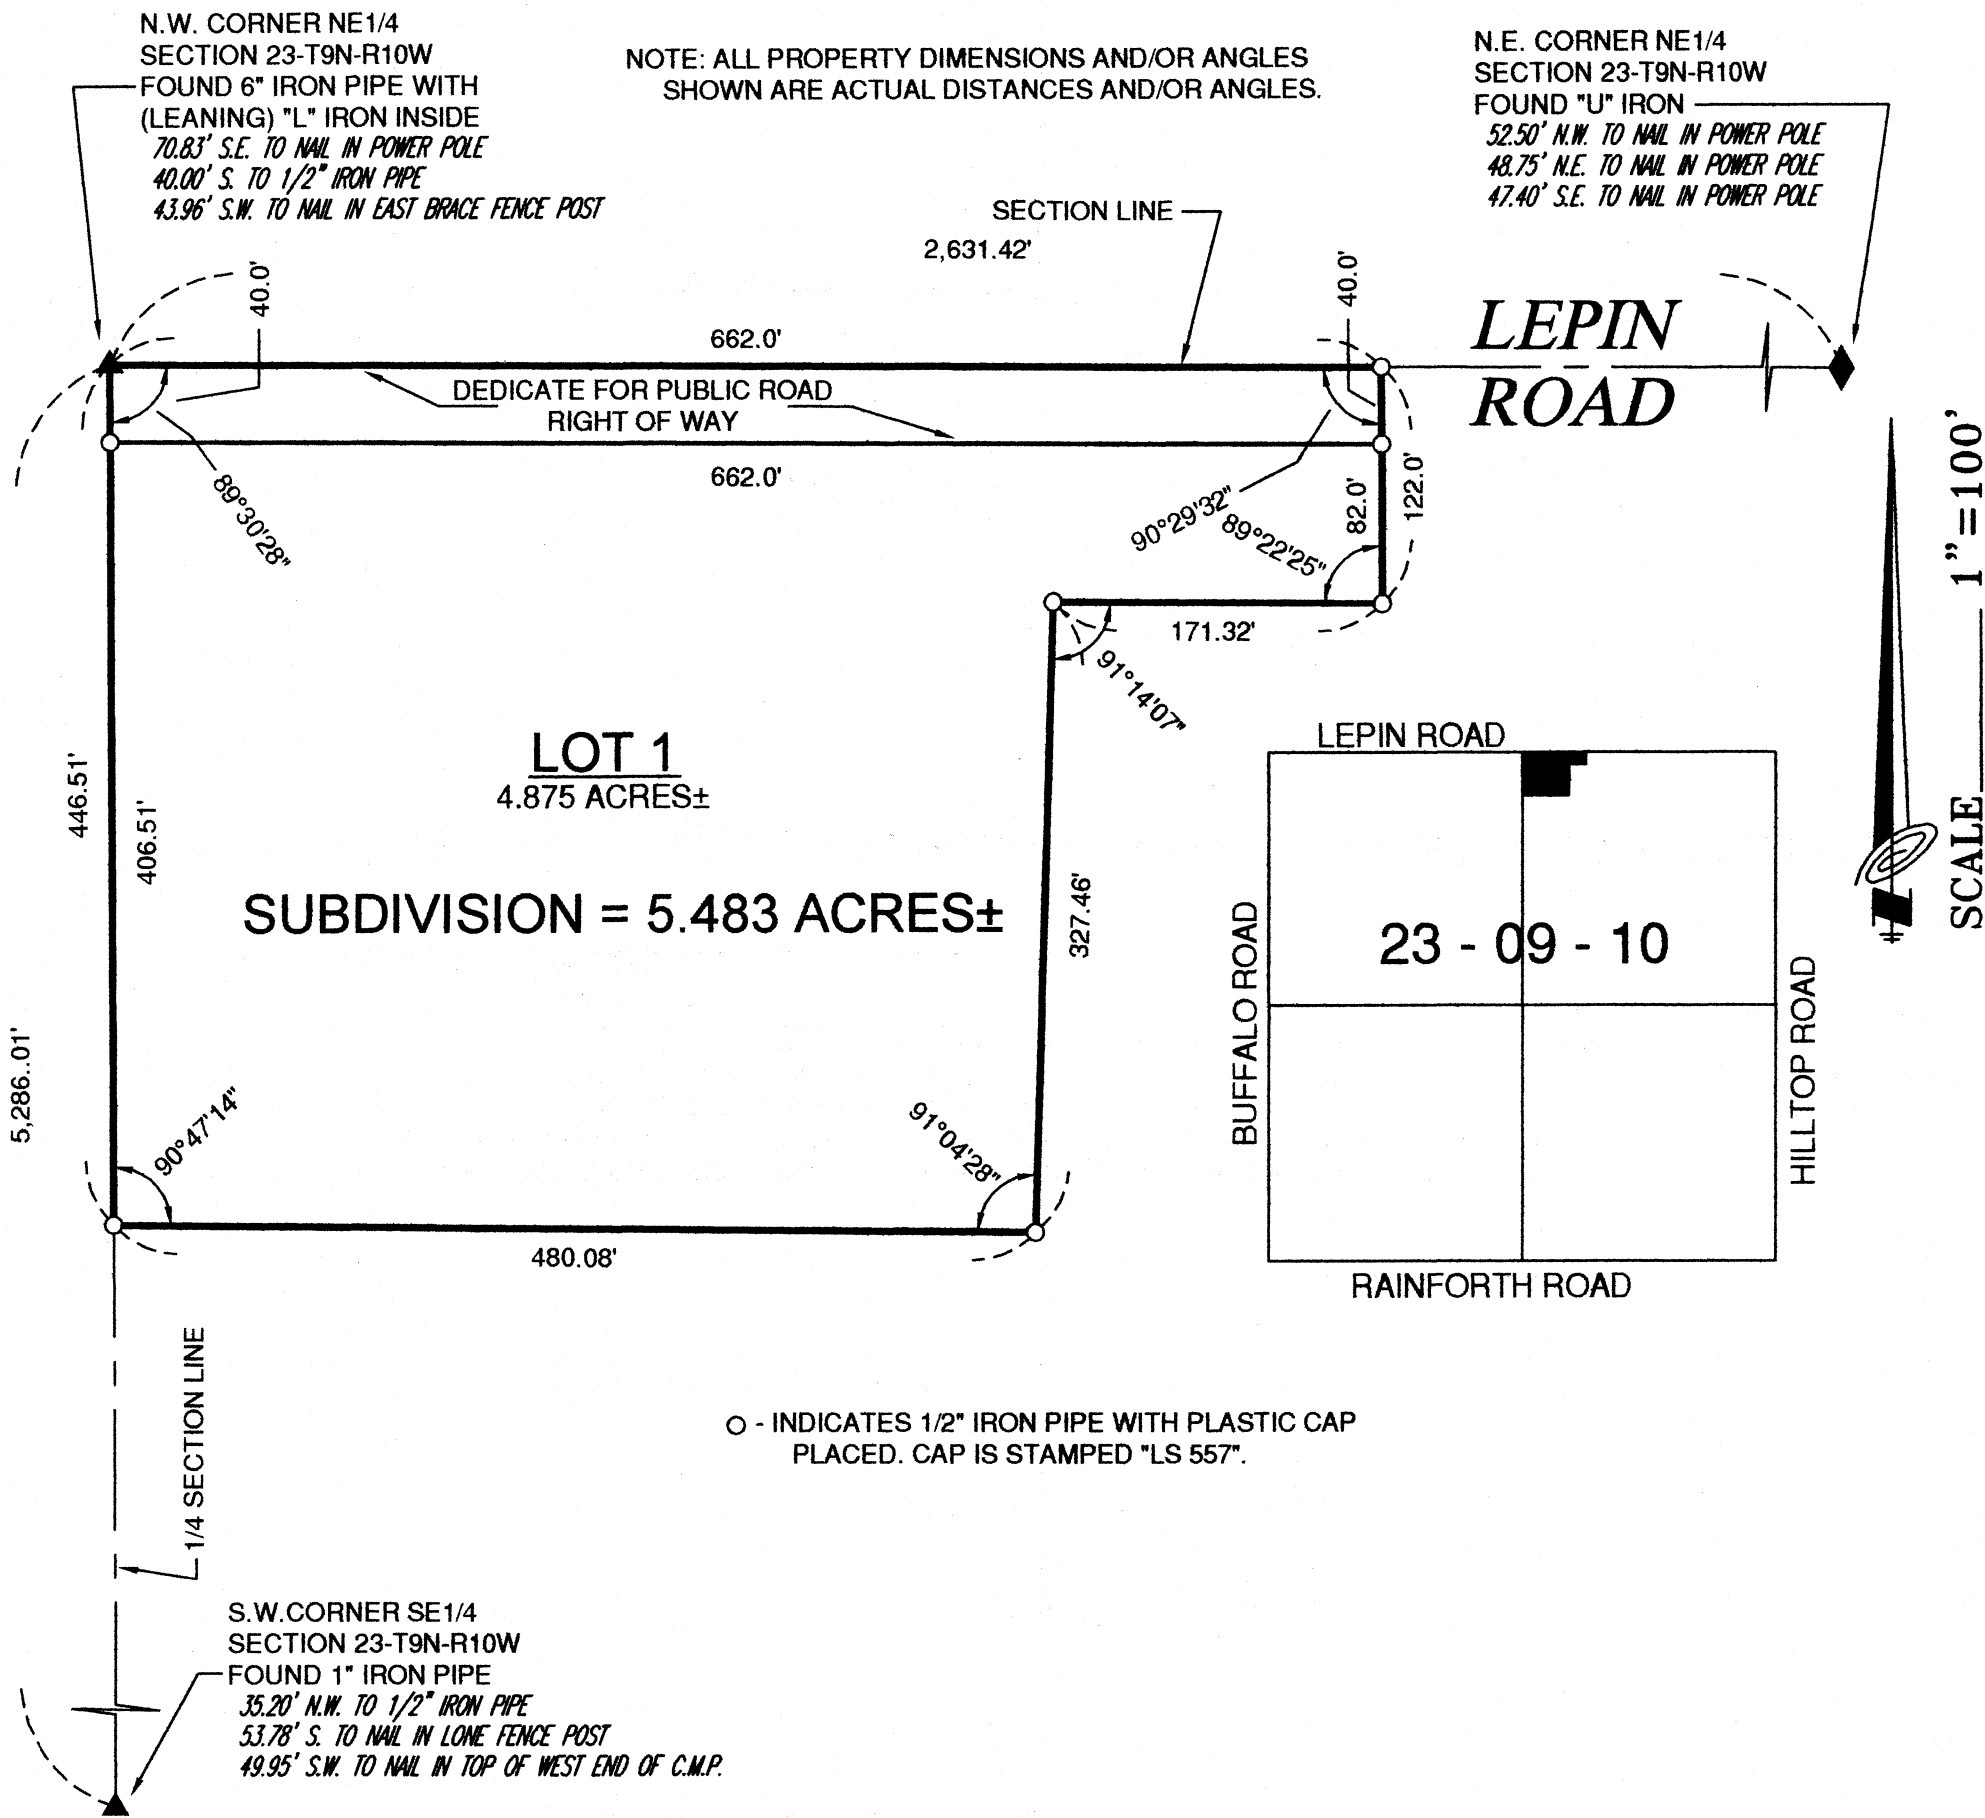 N.W. CORNER NE1/4
SECTION 23-T9N-R10W
FOUND 6" IRON PIPE WITH
(LEANING) "L" IRON INSIDE
70.83' S.E. TO NAIL IN POWER POLE
40.00' S. TO 1/2" IRON PIPE
43.96' S.W. TO NAIL IN EAST BRACE FENCE POST
NOTE: ALL PROPERTY DIMENSIONS AND/OR ANGLES
SHOWN ARE ACTUAL DISTANCES AND/OR ANGLES.
N.E. CORNER NE1/4
SECTION 23-T9N-R10W
FOUND "U" IRON
52.50' N.W. TO NAIL IN POWER POLE
48.75' N.E. TO NAIL IN POWER POLE
47.40' S.E. TO NAIL IN POWER POLE
SECTION LINE
2,631.42'
40.0'
40.0'
662.0'
LEPIN
ROAD
DEDICATE FOR PUBLIC ROAD
RIGHT OF WAY
662.0'
89°30'28"
90°29'32"
89°22'25"
82.0'
122.0'
171.32'
91°14'07"
SCALE 1"=100'
LOT 1
4.875 ACRES±
446.51'
406.51'
SUBDIVISION = 5.483 ACRES±
327.46'
LEPIN ROAD
23 - 09 - 10
BUFFALO ROAD
HILLTOP ROAD
RAINFORTH ROAD
N
5,286..01'
90°47'14"
91°04'28"
480.08'
1/4 SECTION LINE
O - INDICATES 1/2" IRON PIPE WITH PLASTIC CAP
PLACED. CAP IS STAMPED "LS 557".
S.W.CORNER SE1/4
SECTION 23-T9N-R10W
FOUND 1" IRON PIPE
35.20' N.W. TO 1/2" IRON PIPE
53.78' S. TO NAIL IN LONE FENCE POST
49.95' S.W. TO NAIL IN TOP OF WEST END OF C.M.P.